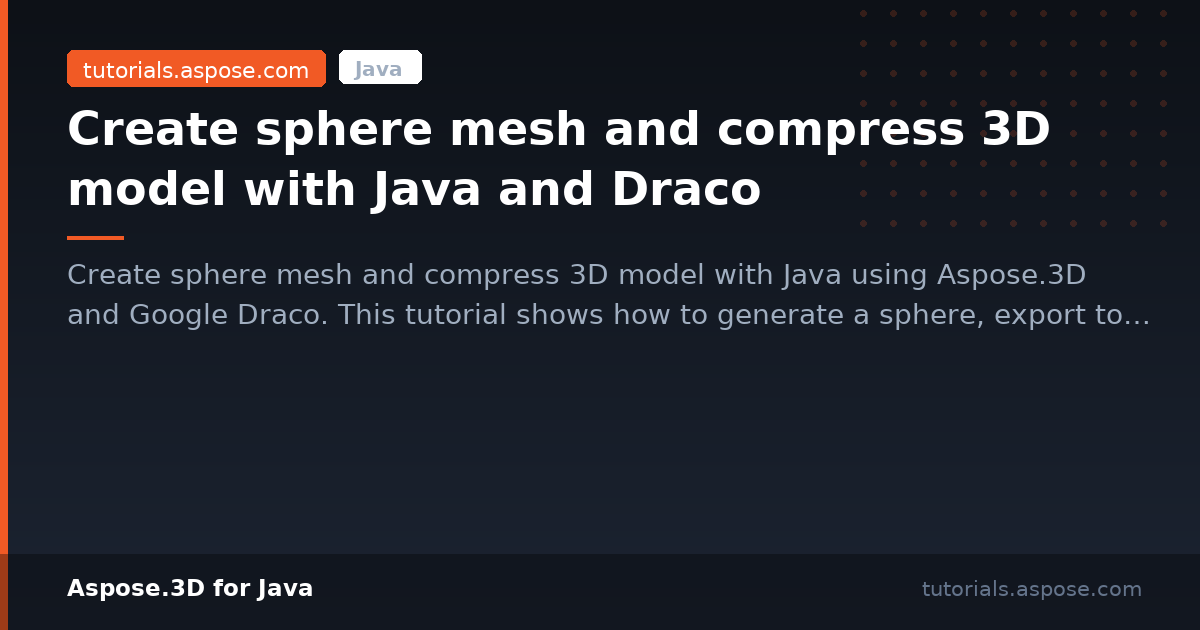 tutorials.aspose.com
Java
Create sphere mesh and compress 3D
model with Java and Draco
Create sphere mesh and compress 3D model with Java using Aspose.3D
and Google Draco. This tutorial shows how to generate a sphere, export to...
Aspose.3D for Java
tutorials.aspose.com